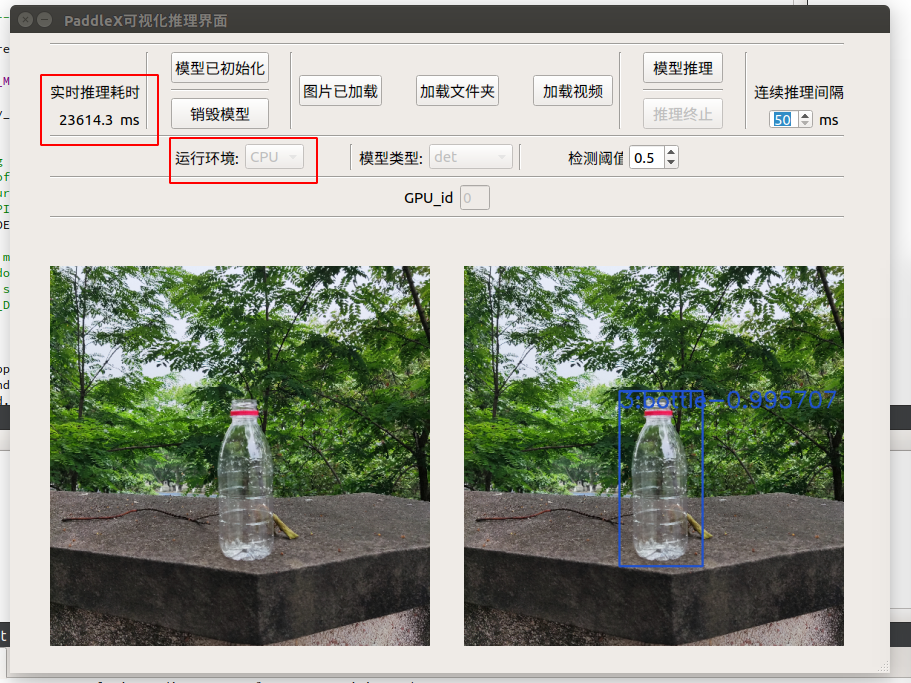 PaddleX可视化推理界面
实时推理耗时
23614.3 ms
模型已初始化
销毁模型
图片已加载
加载文件夹
加载视频
模型推理
推理终止
连续推理间隔
50 ms
运行环境: CPU
模型类型: det
检测阈值 0.5
GPU_id 0
3:bottle-0.995707